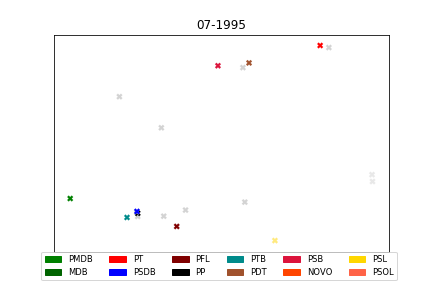 07-1995
PMDB PT PFL PTB PSB PSL
MDB PSDB PP PDT NOVO PSOL